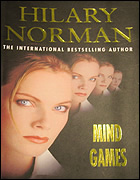 HILARY
NORMAN
THE INTERNATIONAL BESTSELLING AUTHOR
MIND
GAMES